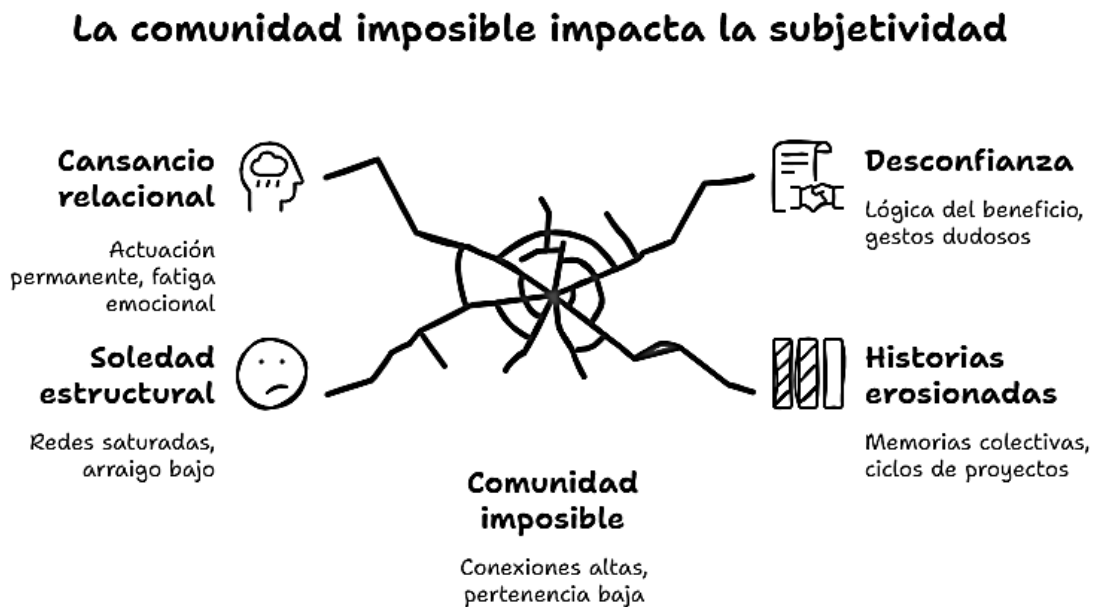 La comunidad imposible impacta la subjetividad
Cansancio
relacional
Actuación
permanente, fatiga
emocional
Desconfianza
Lógica del beneficio,
gestos dudosos
Soledad
estructural
Redes saturadas,
arraigo bajo
Historias
erosionadas
Memorias colectivas,
ciclos de proyectos
Comunidad
imposible
Conexiones altas,
pertenencia baja